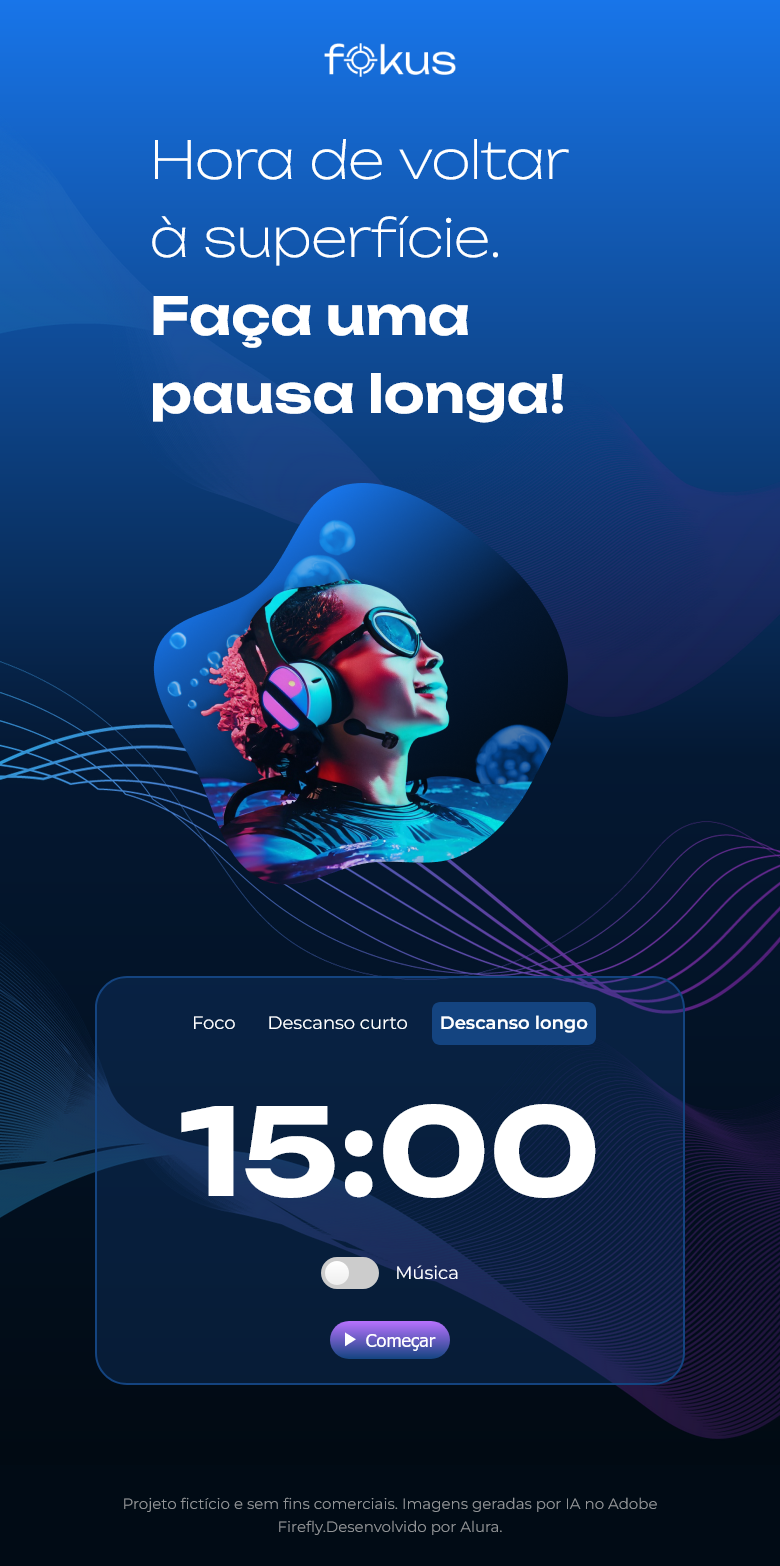 fokus
Hora de voltar
à superfície.
Faça uma
pausa longa!
Foco Descanso curto Descanso longo
15:00
Música
Começar
Projeto fictício e sem fins comerciais. Imagens geradas por IA no Adobe
Firefly.Desenvolvido por Alura.